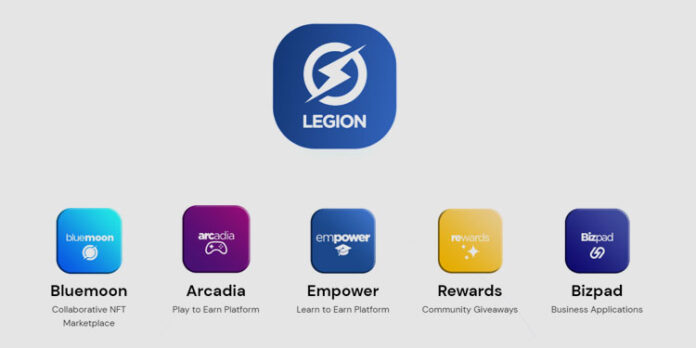 LEGION
bluemoon
arcadia
empower
rewards
Bizpad
Bluemoon
Arcadia
Empower
Rewards
Bizpad
Collaborative NFT
Marketplace
Play to Earn Platform
Learn to Earn Platform
Community Giveaways
Business Applications